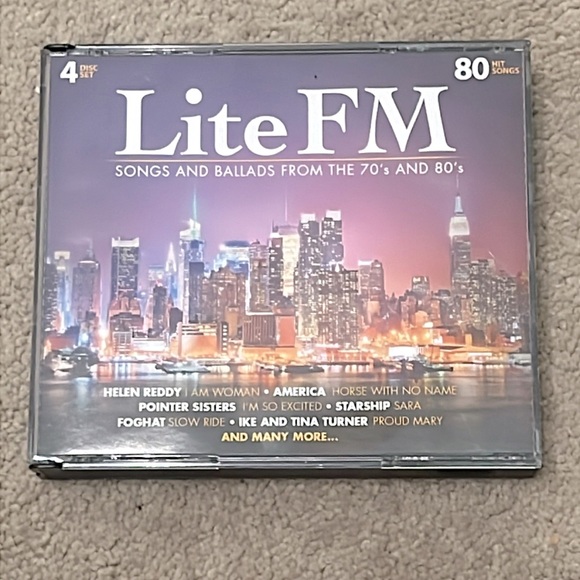 4 DISC SET
80 HIT SONGS
Lite FM
SONGS AND BALLADS FROM THE 70's AND 80's
HELEN REDDY I AM WOMAN • AMERICA HORSE WITH NO NAME
POINTER SISTERS I'M SO EXCITED • STARSHIP SARA
FOGHAT SLOW RIDE • IKE AND TINA TURNER PROUD MARY
AND MANY MORE...